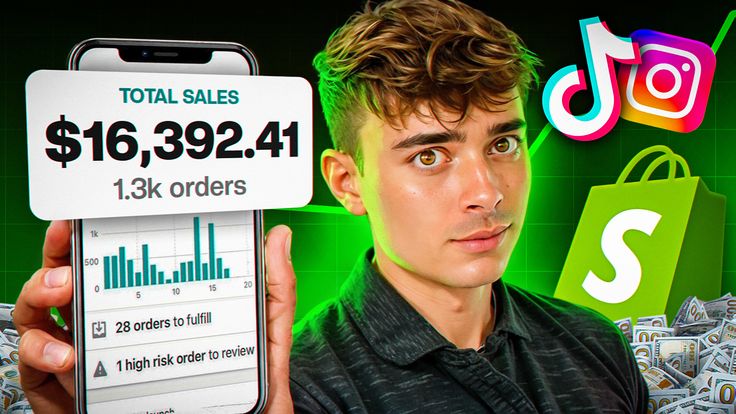 TOTAL SALES
$16,392.41
1.3k orders
1k
500
0
5
10
15
20
28 orders to fulfill
1 high risk order to review
S